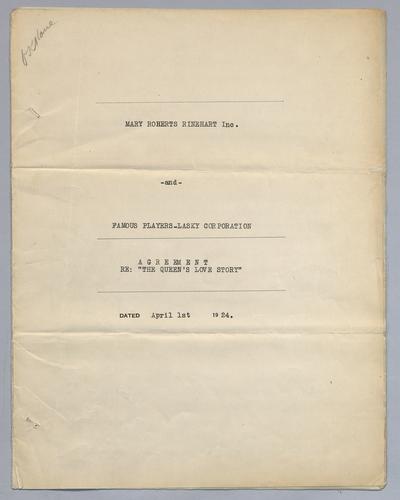 MARY ROBERTS RINEHART Inc.
-and-
FAMOUS PLAYERS-LASKY CORPORATION
A G R E E M E N T
RE: "THE QUEEN'S LOVE STORY"
DATED April 1st 1924.